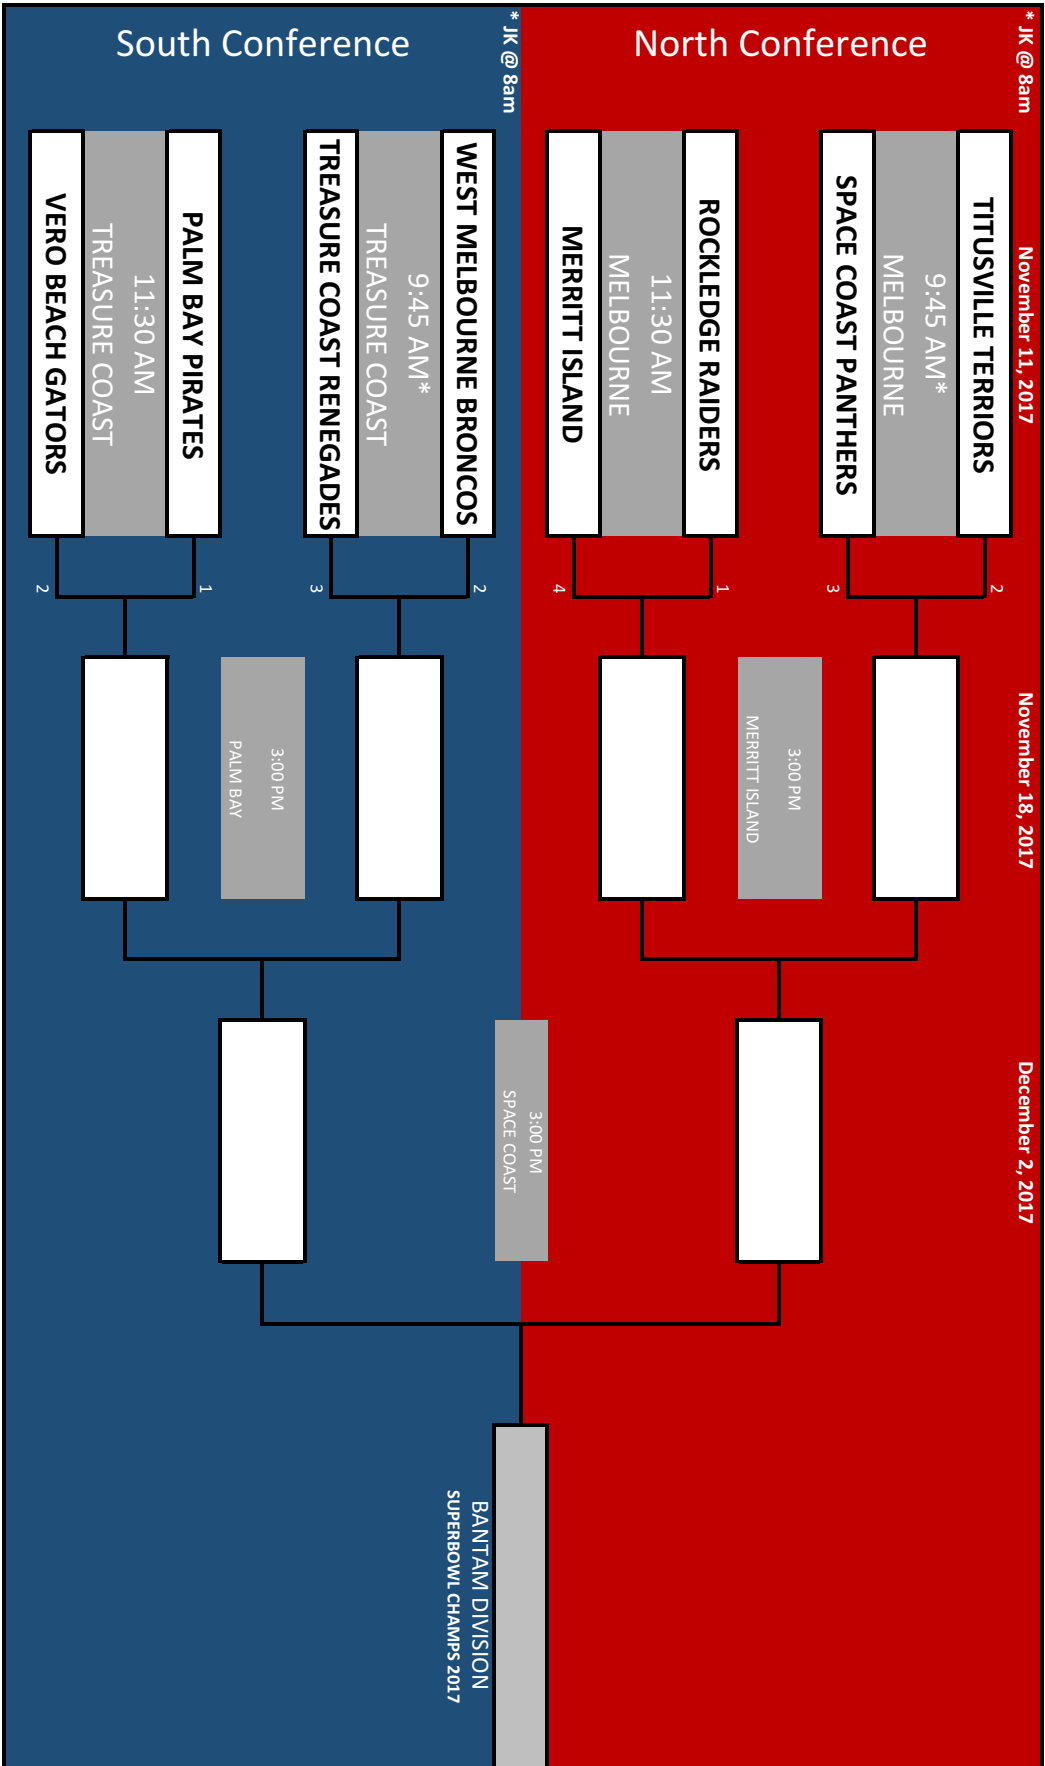 * JK @ 8am
November 11, 2017
November 18, 2017
December 2, 2017
North Conference
TITUSVILLE TERRIORS
2
9:45 AM*
MELBOURNE
SPACE COAST PANTHERS
3
3:00 PM
MERRITT ISLAND
ROCKLEDGE RAIDERS
1
11:30 AM
MELBOURNE
MERRITT ISLAND
4
3:00 PM
SPACE COAST
BANTAM DIVISION
SUPERBOWL CHAMPS 2017
* JK @ 8am
South Conference
WEST MELBOURNE BRONCOS
2
9:45 AM*
TREASURE COAST
TREASURE COAST RENEGADES
3
3:00 PM
PALM BAY
PALM BAY PIRATES
1
11:30 AM
TREASURE COAST
VERO BEACH GATORS
2